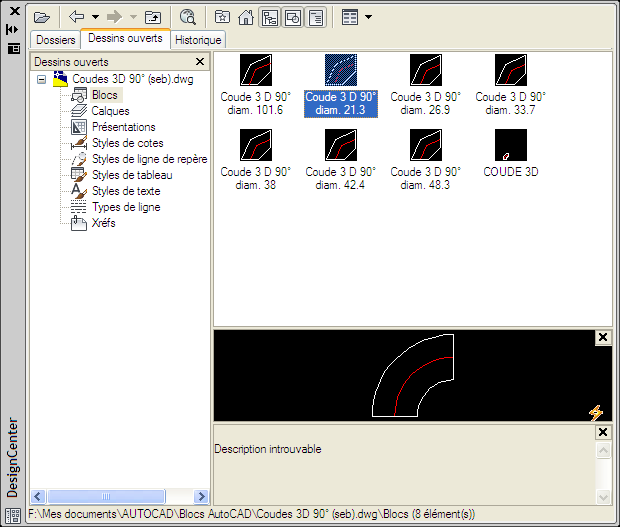 Dossiers
Dessins ouverts
Historique
Dessins ouverts
Coudes 3D 90° (seb).dwg
Blocs
Calques
Présentations
Styles de cotes
Styles de ligne de repère
Styles de tableau
Styles de texte
Types de ligne
Xréfs
Coude 3 D 90° diam. 101.6
Coude 3 D 90° diam. 21.3
Coude 3 D 90° diam. 26.9
Coude 3 D 90° diam. 33.7
Coude 3 D 90° diam. 38
Coude 3 D 90° diam. 42.4
Coude 3 D 90° diam. 48.3
COUDE 3D
Description introuvable
DesignCenter
F:\Mes documents\AUTOCAD\Blocs AutoCAD\Coudes 3D 90° (seb).dwg\Blocs (8 élément(s))